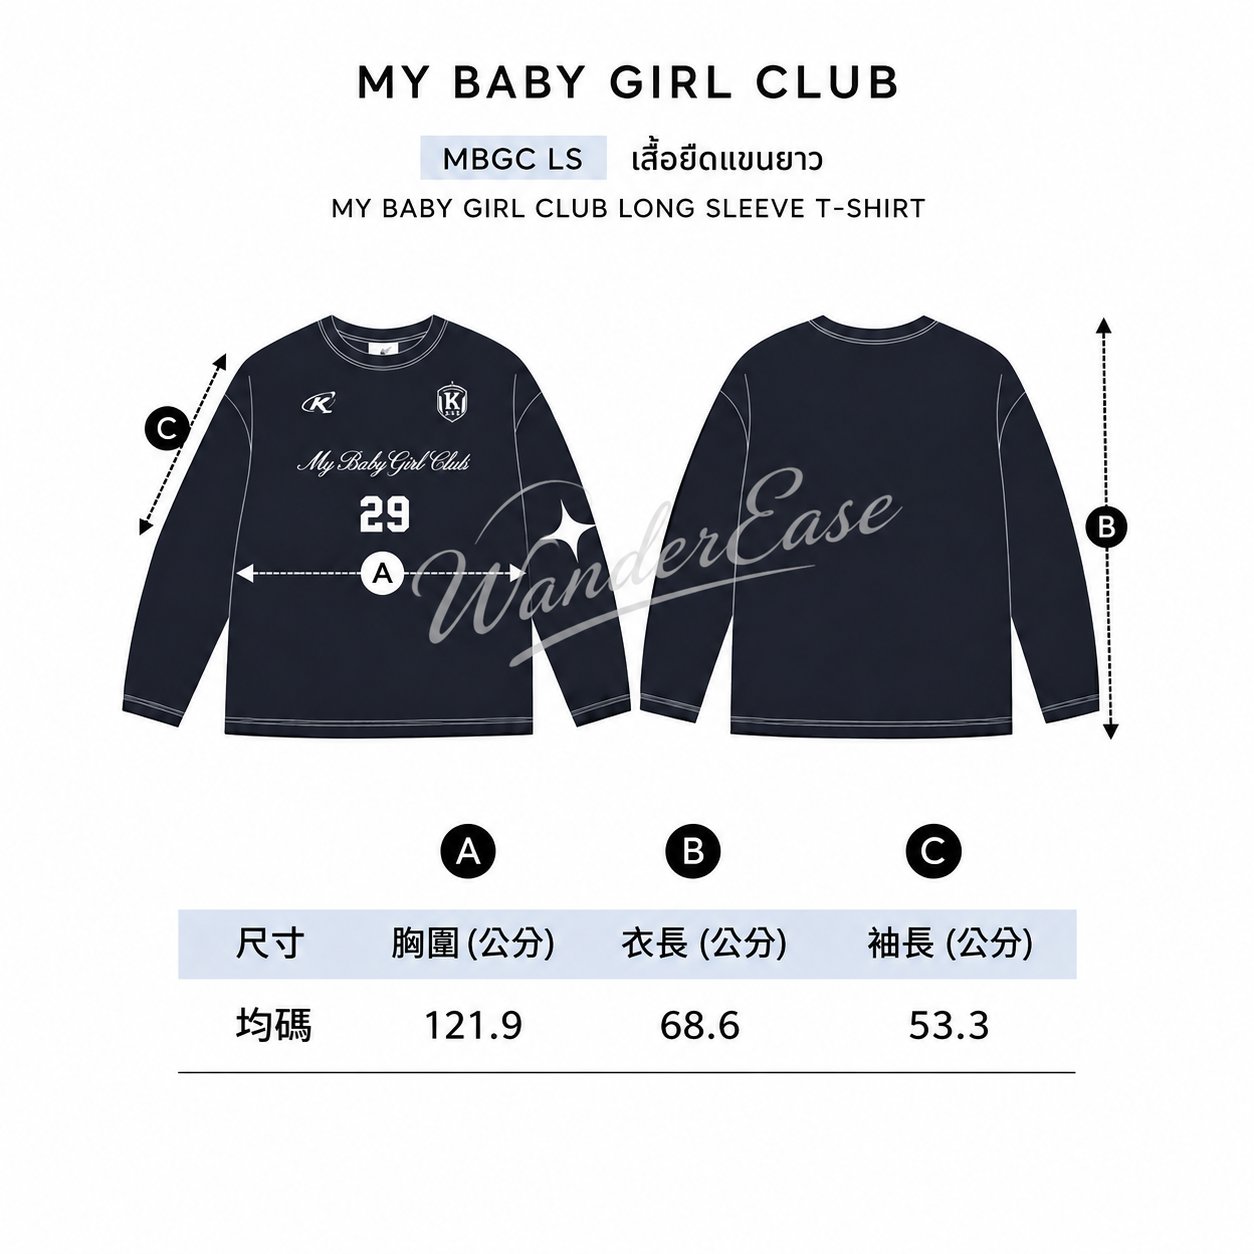 MY BABY GIRL CLUB
MBGC LS เสื้อยืดแขนยาว
MY BABY GIRL CLUB LONG SLEEVE T-SHIRT
K
K
My Baby Girl Club
29
A
B
C
WanderEase
A B C
尺寸 胸圍(公分) 衣長 (公分) 袖長 (公分)
均碼 121.9 68.6 53.3